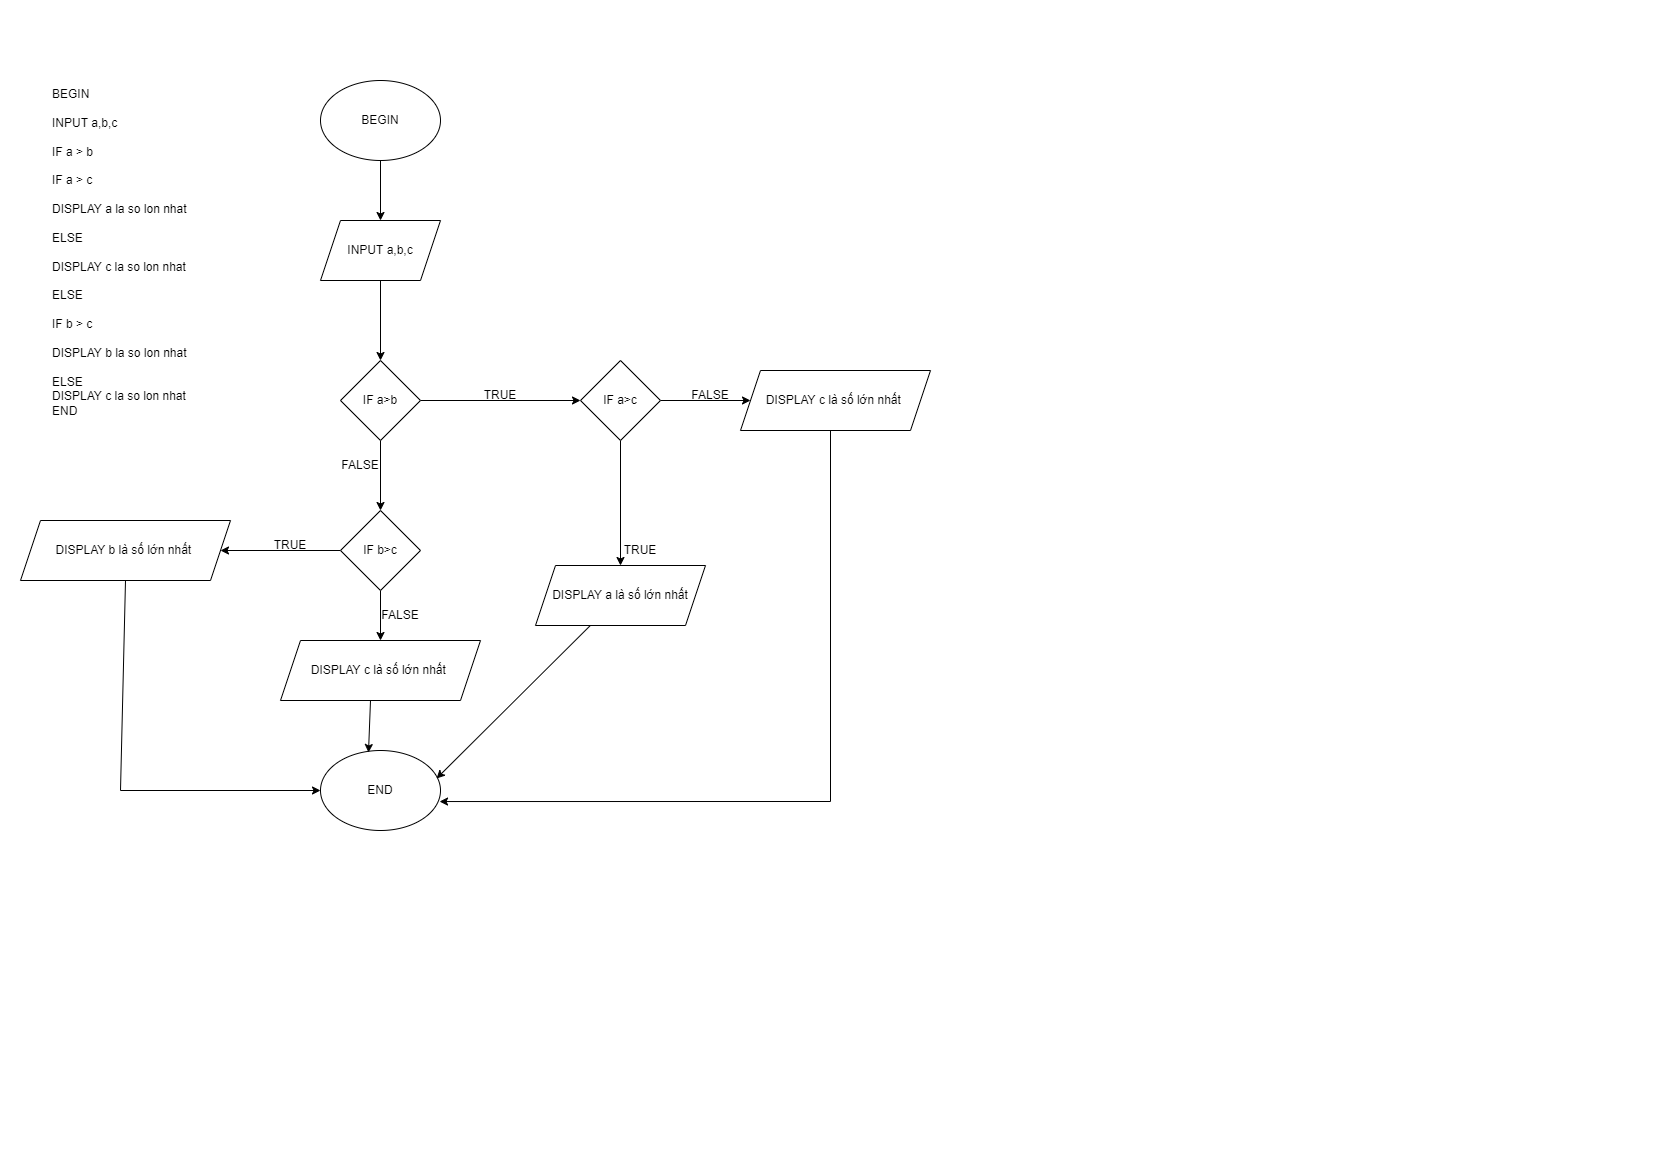 BEGIN
INPUT a,b,c
IF a > b
IF a > c
DISPLAY a la so lon nhat
ELSE
DISPLAY c la so lon nhat
ELSE
IF b > c
DISPLAY b la so lon nhat
ELSE
DISPLAY c la so lon nhat
END
BEGIN
INPUT a,b,c
IF a>b
TRUE
IF a>c
FALSE
DISPLAY c là số lớn nhất
FALSE
DISPLAY b là số lớn nhất
TRUE
IF b>c
TRUE
DISPLAY a là số lớn nhất
FALSE
DISPLAY c là số lớn nhất
END